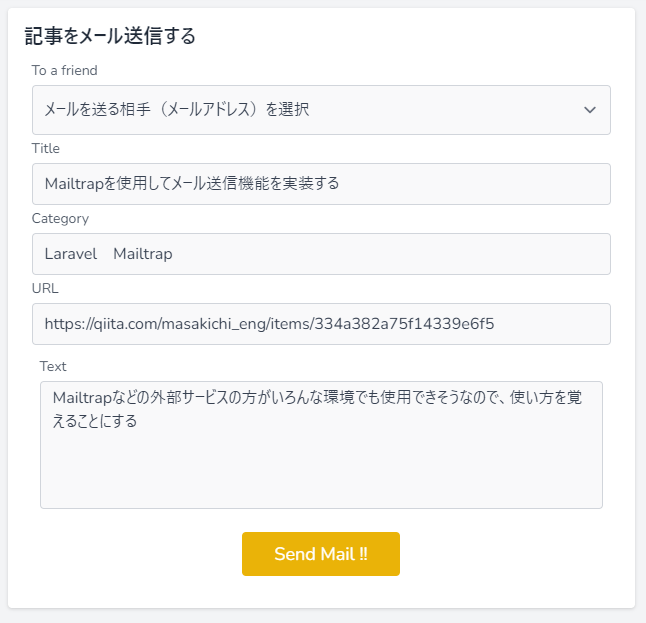 記事をメール送信する
To a friend
メールを送る相手（メールアドレス）を選択
Title
Mailtrapを使用してメール送信機能を実装する
Category
Laravel　Mailtrap
URL
https://qiita.com/masakichi_eng/items/334a382a75f14339e6f5
Text
Mailtrapなどの外部サービスの方がいろんな環境でも使用できそうなので、使い方を覚
えることにする
Send Mail !!